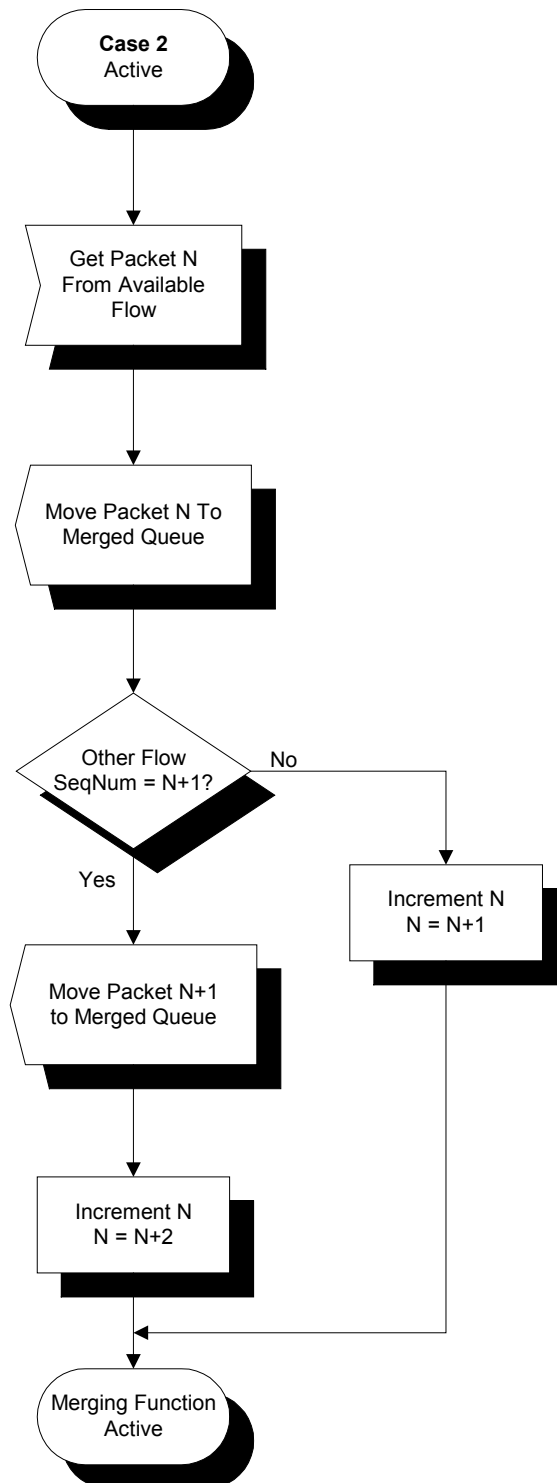 Case 2
Active
Get Packet N
From Available
Flow
Move Packet N To
Merged Queue
Other Flow
SeqNum = N+1?
No
Yes
Increment N
N = N+1
Move Packet N+1
to Merged Queue
Increment N
N = N+2
Merging Function
Active